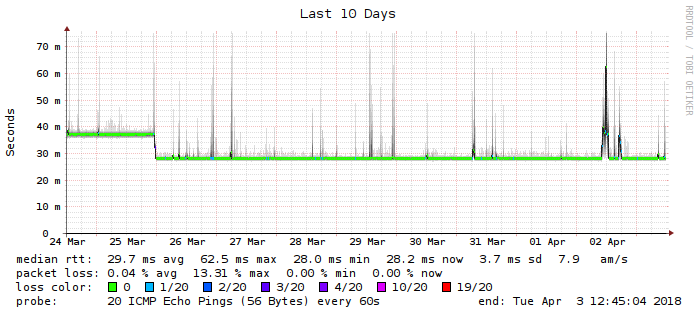 Last 10 Days
RRDTOOL / TOBI OETIKER
Seconds
70 m
60 m
50 m
40 m
30 m
20 m
10 m
0
24 Mar 25 Mar 26 Mar 27 Mar 28 Mar 29 Mar 30 Mar 31 Mar 01 Apr 02 Apr
median rtt: 29.7 ms avg 62.5 ms max 28.0 ms min 28.2 ms now 3.7 ms sd 7.9 am/s
packet loss: 0.04 % avg 13.31 % max 0.00 % min 0.00 % now
loss color: 0 1/20 2/20 3/20 4/20 10/20 19/20
probe: 20 ICMP Echo Pings (56 Bytes) every 60s end: Tue Apr 3 12:45:04 2018